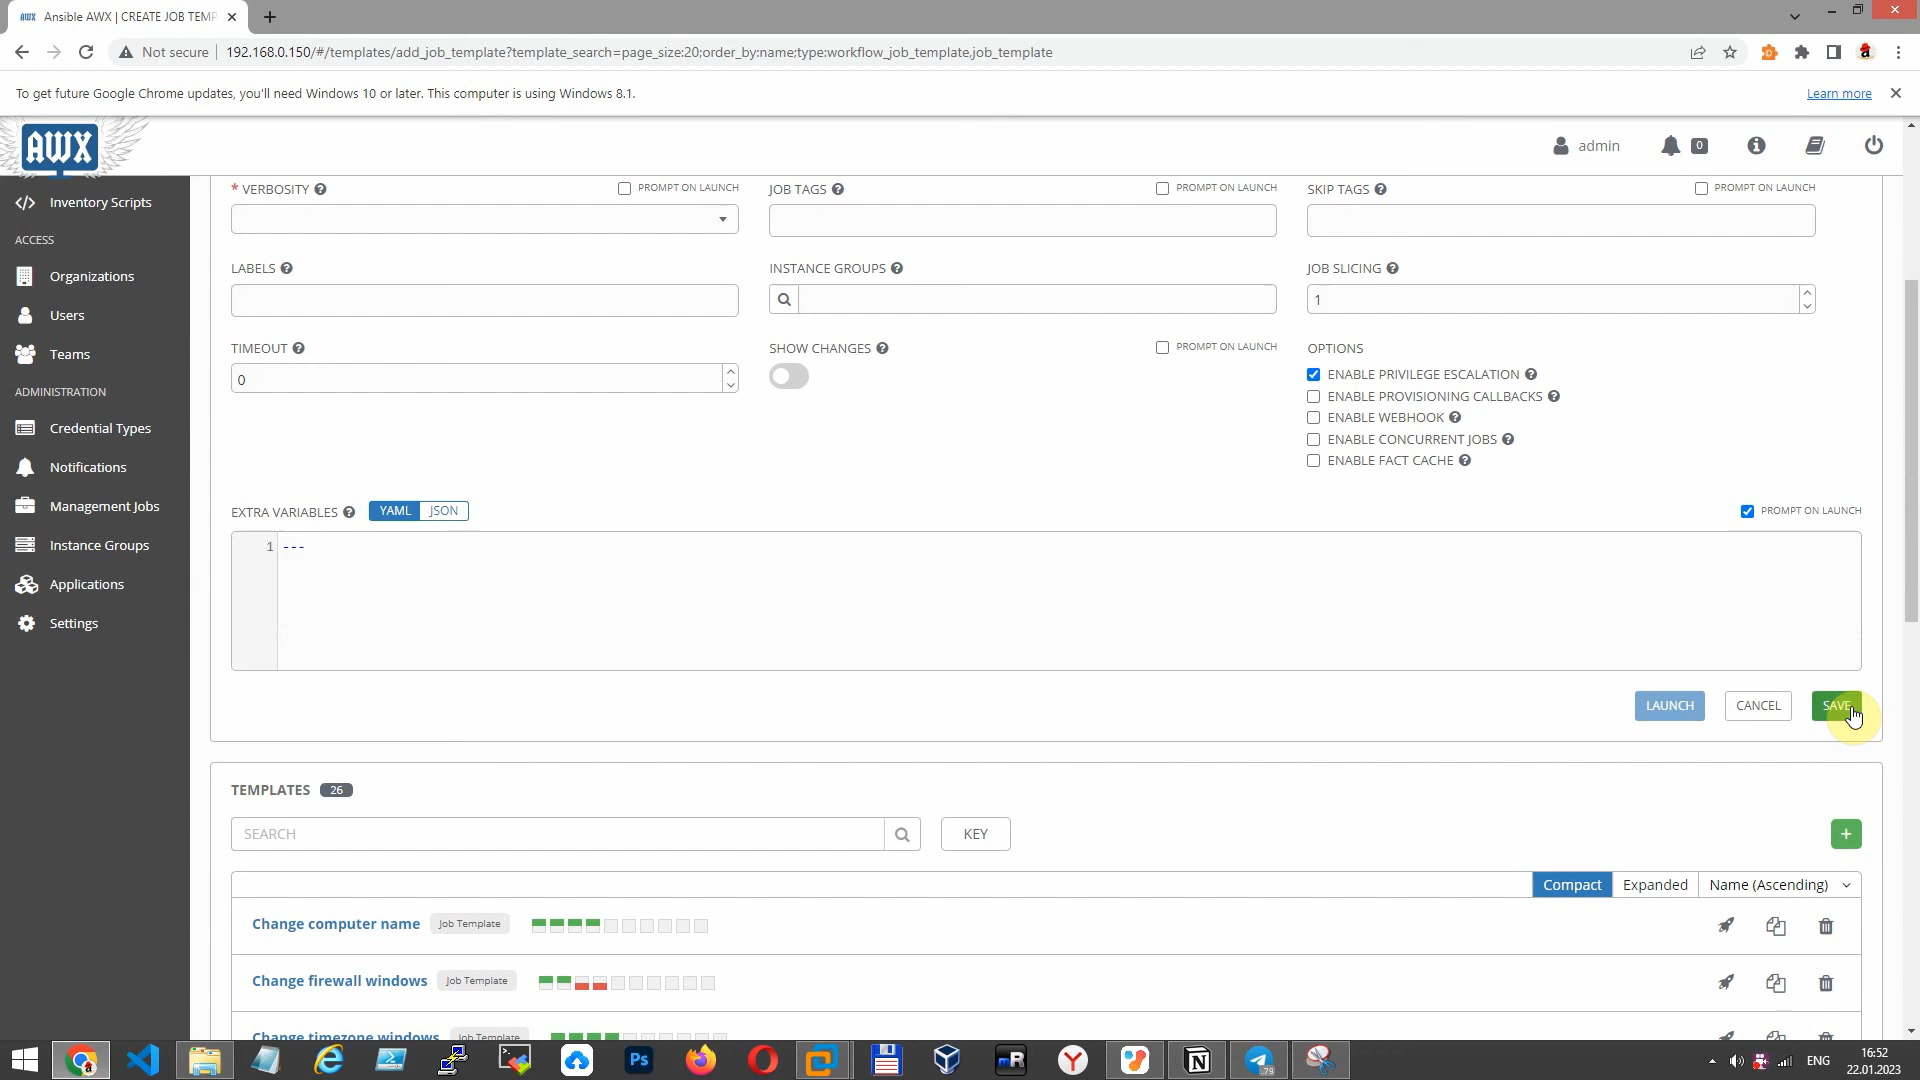 AWX Ansible AWX | CREATE JOB TEMP
Not secure 192.168.0.150/#/templates/add_job_template?template_search=page_size:20;order_by:name;type:workflow_job_template,job_template
To get future Google Chrome updates, you'll need Windows 10 or later. This computer is using Windows 8.1.
Learn more
AWX
admin
0
Inventory Scripts
ACCESS
Organizations
Users
Teams
ADMINISTRATION
Credential Types
Notifications
Management Jobs
Instance Groups
Applications
Settings
* VERBOSITY
PROMPT ON LAUNCH
JOB TAGS
PROMPT ON LAUNCH
SKIP TAGS
PROMPT ON LAUNCH
LABELS
INSTANCE GROUPS
JOB SLICING
1
TIMEOUT
0
SHOW CHANGES
PROMPT ON LAUNCH
OPTIONS
ENABLE PRIVILEGE ESCALATION
ENABLE PROVISIONING CALLBACKS
ENABLE WEBHOOK
ENABLE CONCURRENT JOBS
ENABLE FACT CACHE
EXTRA VARIABLES
YAML JSON
PROMPT ON LAUNCH
1 ---
LAUNCH CANCEL SAVE
TEMPLATES 26
SEARCH
KEY
+
Compact Expanded Name (Ascending)
Change computer name Job Template
Change firewall windows Job Template
Change timezone windows Job Template
Ps
mR
Y
N
79
ENG
16:52
22.01.2023